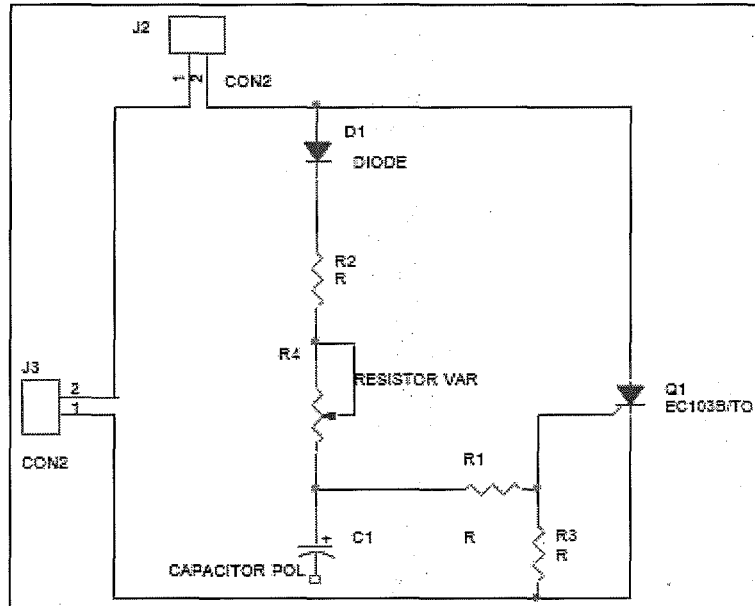 J2
1
2
CON2
D1
DIODE
R2
R
R4
RESISTOR VAR
J3
2
1
CON2
Q1
EC103B/TO
R1
R
R3
R
+
C1
CAPACITOR POL